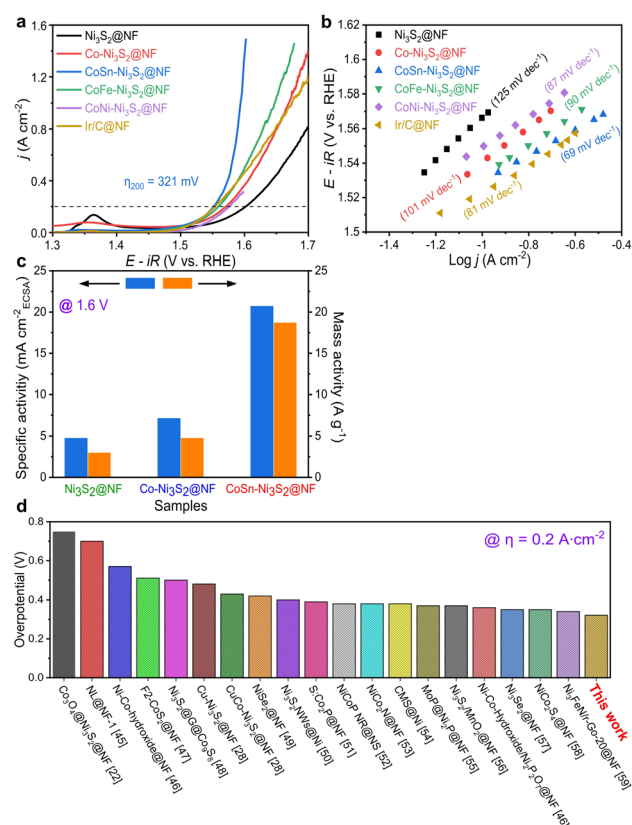 a
j (A cm⁻²)
1.6
1.2
0.8
0.4
0.0
Ni₃S₂@NF
Co-Ni₃S₂@NF
CoSn-Ni₃S₂@NF
CoFe-Ni₃S₂@NF
CoNi-Ni₃S₂@NF
Ir/C@NF
η₂₀₀ = 321 mV
1.3 1.4 1.5 1.6 1.7
E - iR (V vs. RHE)
b
E - iR (V vs. RHE)
1.62
1.60
1.58
1.56
1.54
1.52
1.50
Ni₃S₂@NF
Co-Ni₃S₂@NF
CoSn-Ni₃S₂@NF
CoFe-Ni₃S₂@NF
CoNi-Ni₃S₂@NF
Ir/C@NF
(125 mV dec⁻¹)
(87 mV dec⁻¹)
(90 mV dec⁻¹)
(69 mV dec⁻¹)
(101 mV dec⁻¹)
(81 mV dec⁻¹)
-1.4 -1.2 -1.0 -0.8 -0.6 -0.4
Log j (A cm⁻²)
c
Specific activitiy (mA cm⁻²ECSA)
25
20
15
10
5
0
@ 1.6 V
25
20
15
10
5
0
Mass activity (A g⁻¹)
Ni₃S₂@NF Co-Ni₃S₂@NF CoSn-Ni₃S₂@NF
Samples
d
Overpotential (V)
0.8
0.6
0.4
0.2
0.0
@ η = 0.2 A·cm⁻²
Co₃O₄@Ni₃S₂@NF [22]
NL@NF-1 [45]
Ni-Co-hydroxide@NF [46]
F2-CoS₂@NF [47]
Ni₃S₂@G@Co₉S₈ [48]
Cu-Ni₃S₂@NF [28]
CuCo-Ni₃S₂@NF [28]
NiSe₂@NF [49]
Ni₃S₂NWs@Ni [50]
S-Co₂P@NF [51]
NiCoP NR@NS [52]
NiCo₂N@NF [53]
CMS@Ni [54]
MoP@Ni₂P@NF [55]
Ni₃S₂/MnO₂@NF [56]
Ni-Co-Hydroxide/Ni₂P₂O₇@NF [46]
Ni₃Se₂@NF [57]
NiCo-S₄@NF [58]
Ni₃FeN/r-Go-20@NF [59]
This work